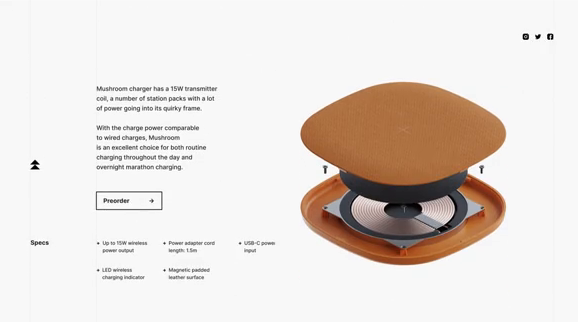 Mushroom charger has a 15W transmitter
coil, a number of station packs with a lot
of power going into its quirky frame.
With the charge power comparable
to wired charges, Mushroom
is an excellent choice for both routine
charging throughout the day and
overnight marathon charging.
Preorder →
Specs
+ Up to 15W wireless
power output
+ Power adapter cord
length: 1.5m
+ USB-C powe
input
+ LED wireless
charging indicator
+ Magnetic padded
leather surface